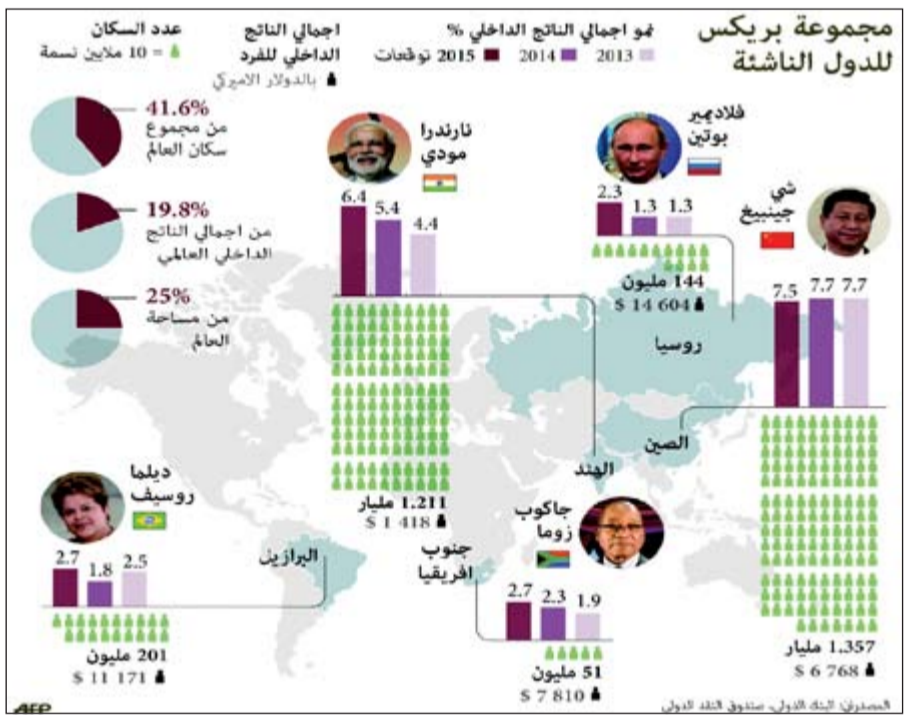 مجموعة بريكس
للدول الناشئة
نمو اجمالي الناتج الداخلي %
2013 2014 2015 توقعات
اجمالي الناتج
الداخلي للفرد
بالدولار الاميركي
عدد السكان
= 10 ملايين نسمة
41.6%
من مجموع
سكان العالم
19.8%
من اجمالي الناتج
الداخلي العالمي
25%
من مساحة
العالم
فلاديمير
بوتين
2.3 1.3 1.3
144 مليون
$ 14 604
روسيا
شي
جينبيغ
7.5 7.7 7.7
الصين
1.357 مليار
$ 6 768
نارندرا
مودي
6.4 5.4 4.4
الهند
1.211 مليار
$ 1 418
ديلما
روسيف
2.7 1.8 2.5
البرازيل
201 مليون
$ 11 171
جاكوب
زوما
جنوب
افريقيا
2.7 2.3 1.9
51 مليون
$ 7 810
المصدران: البنك الدولي، صندوق النقد الدولي
AFP